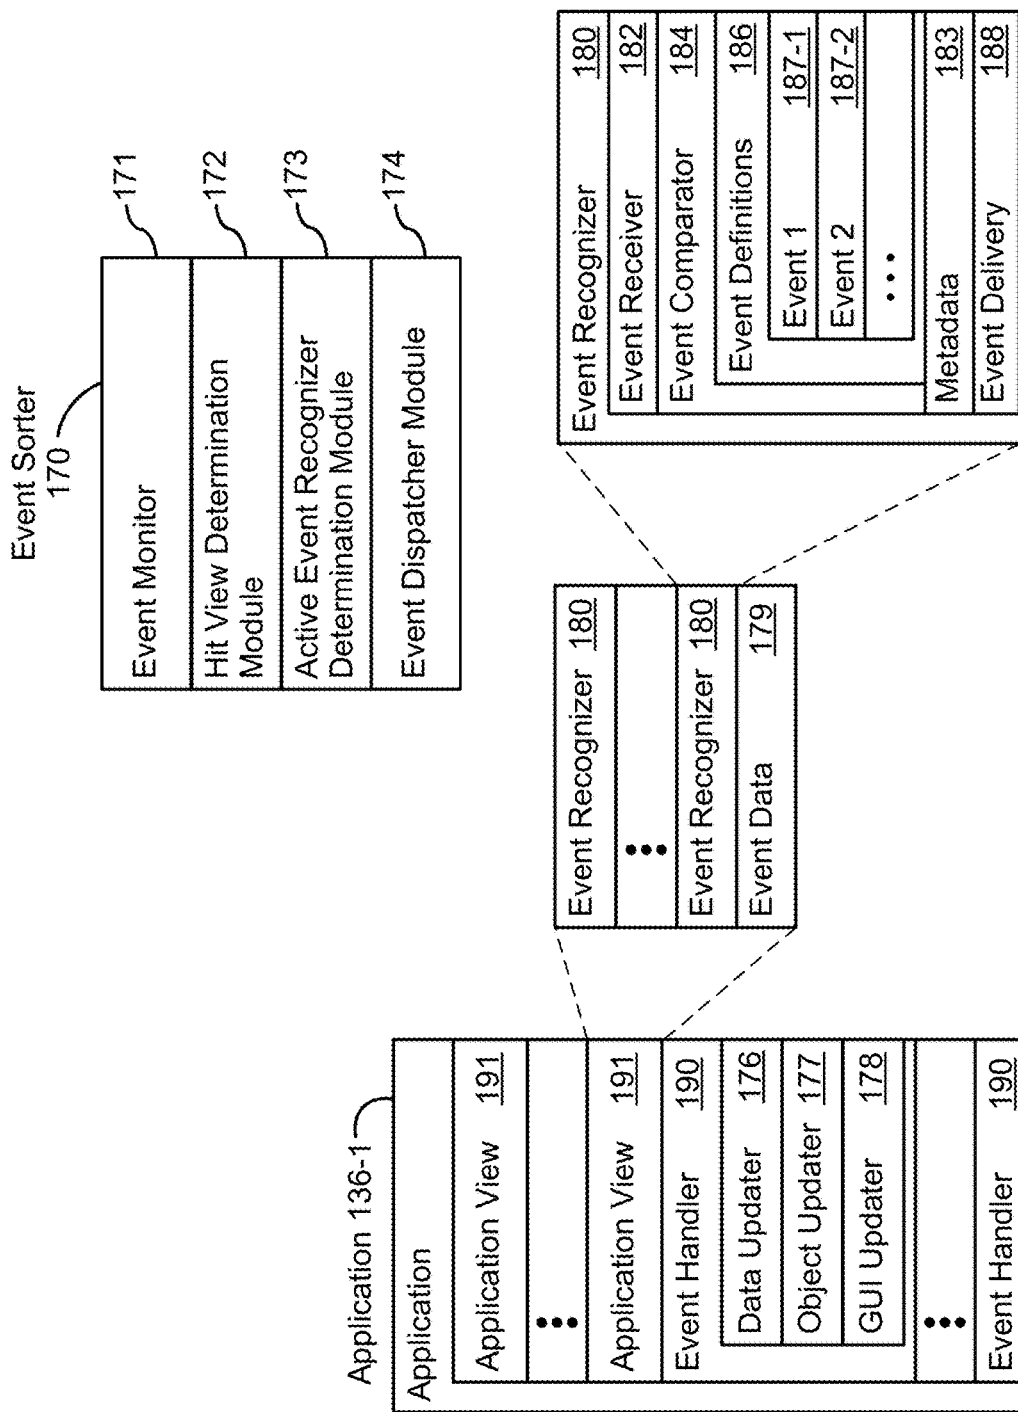 Event Sorter
170
Event Monitor
171
Hit View Determination
Module
172
Active Event Recognizer
Determination Module
173
Event Dispatcher Module
174
Application 136-1
Application
Application View 191
•••
Application View 191
Event Handler 190
Data Updater 176
Object Updater 177
GUI Updater 178
•••
Event Handler 190
Event Recognizer 180
•••
Event Recognizer 180
Event Data 179
Event Recognizer 180
Event Receiver 182
Event Comparator 184
Event Definitions 186
Event 1 187-1
Event 2 187-2
•••
Metadata 183
Event Delivery 188